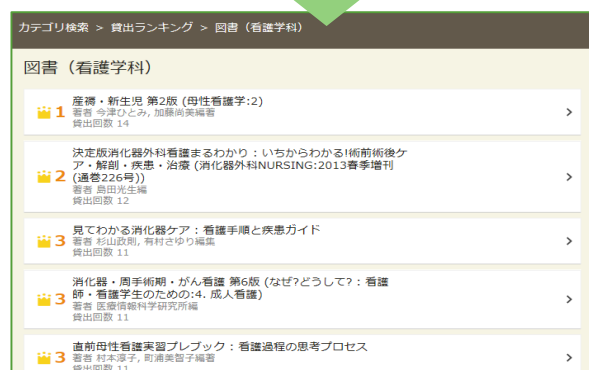 カテゴリ検索 > 貸出ランキング > 図書（看護学科）
図書（看護学科）
1
産褥・新生児 第2版 (母性看護学:2)
著者 今津ひとみ, 加藤尚美編著
貸出回数 14
2
決定版消化器外科看護まるわかり : いちからわかる!術前術後ケ
ア・解剖・疾患・治療 (消化器外科NURSING:2013春季増刊
(通巻226号))
著者 島田光生編
貸出回数 12
3
見てわかる消化器ケア : 看護手順と疾患ガイド
著者 杉山政則, 有村さゆり編集
貸出回数 11
3
消化器・周手術期・がん看護 第6版 (なぜ?どうして? : 看護
師・看護学生のための:4. 成人看護)
著者 医療情報科学研究所編
貸出回数 11
3
直前母性看護実習プレブック : 看護過程の思考プロセス
著者 村本淳子, 町浦美智子編著
貸出回数 11